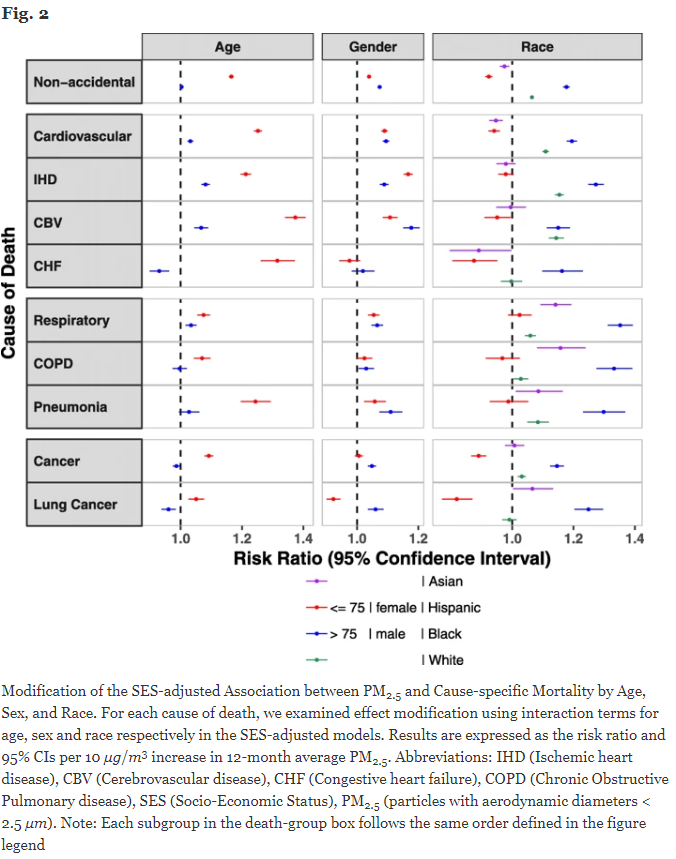 Fig. 2
Age Gender Race
Cause of Death
Non-accidental
Cardiovascular
IHD
CBV
CHF
Respiratory
COPD
Pneumonia
Cancer
Lung Cancer
1.0 1.2 1.4 1.0 1.2 1.0 1.2 1.4
Risk Ratio (95% Confidence Interval)
| Asian
<= 75 | female | Hispanic
> 75 | male | Black
| White
Modification of the SES-adjusted Association between PM2.5 and Cause-specific Mortality by Age,
Sex, and Race. For each cause of death, we examined effect modification using interaction terms for
age, sex and race respectively in the SES-adjusted models. Results are expressed as the risk ratio and
95% CIs per 10 μg/m³ increase in 12-month average PM2.5. Abbreviations: IHD (Ischemic heart
disease), CBV (Cerebrovascular disease), CHF (Congestive heart failure), COPD (Chronic Obstructive
Pulmonary disease), SES (Socio-Economic Status), PM2.5 (particles with aerodynamic diameters <
2.5 μm). Note: Each subgroup in the death-group box follows the same order defined in the figure
legend